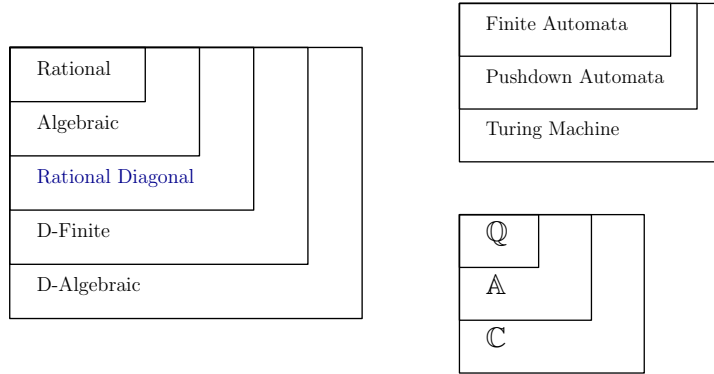 Rational
Algebraic
Rational Diagonal
D-Finite
D-Algebraic
Finite Automata
Pushdown Automata
Turing Machine
ℚ
𝔸
ℂ